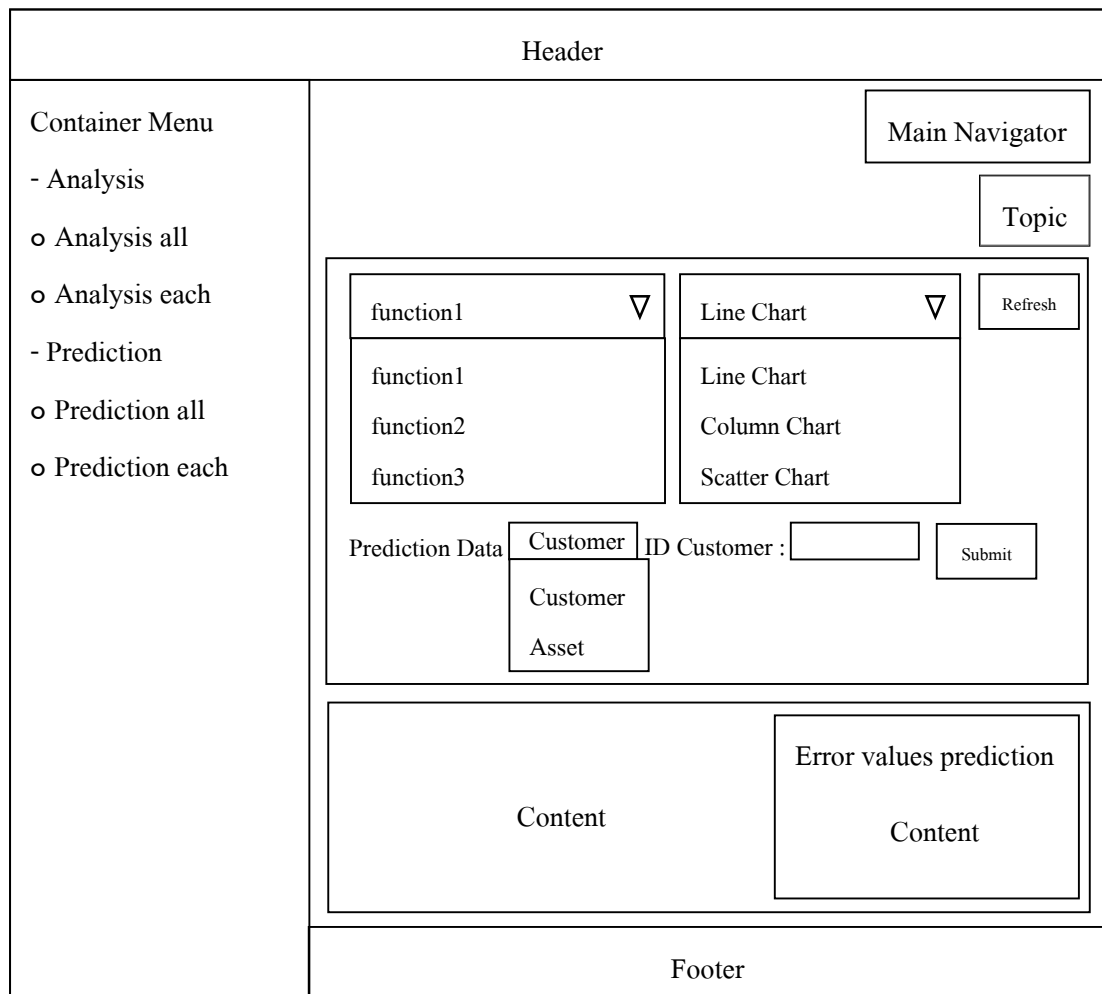 Header
Container Menu
- Analysis
o Analysis all
o Analysis each
- Prediction
o Prediction all
o Prediction each
Main Navigator
Topic
function1
function1
function2
function3
Line Chart
Line Chart
Column Chart
Scatter Chart
Refresh
Prediction Data Customer ID Customer : Submit
Customer
Asset
Content
Error values prediction
Content
Footer